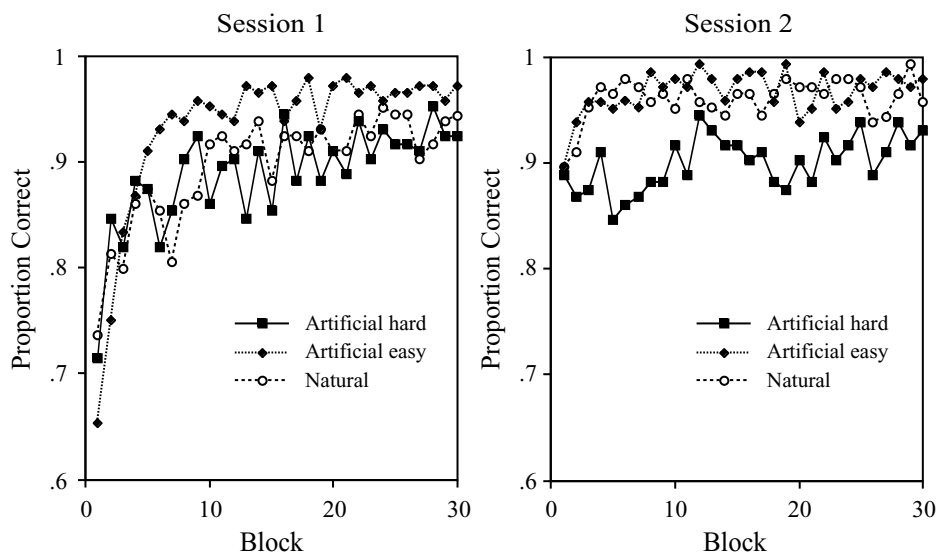 Session 1
Session 2
1
.9
.8
.7
.6
Proportion Correct
0
10
20
30
Block
Artificial hard
Artificial easy
Natural
1
.9
.8
.7
.6
Proportion Correct
0
10
20
30
Block
Artificial hard
Artificial easy
Natural